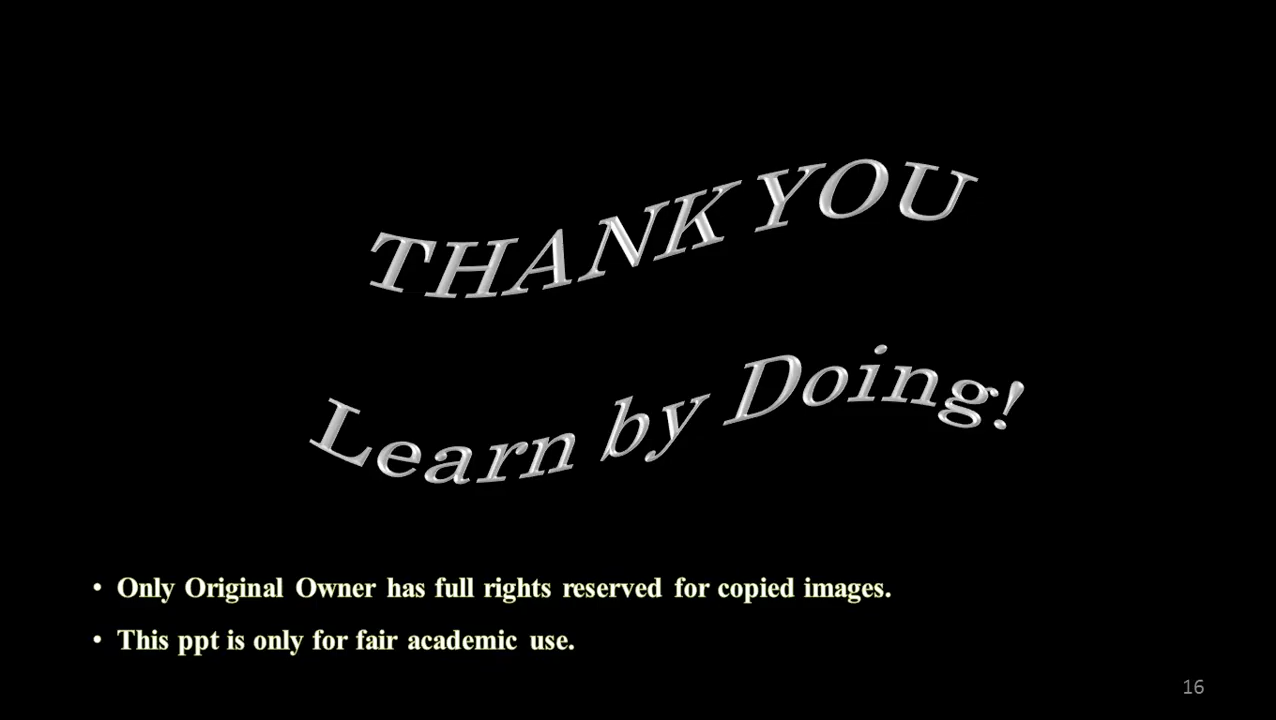 THANK YOU
Learn by Doing!
• Only Original Owner has full rights reserved for copied images.
• This ppt is only for fair academic use.
16